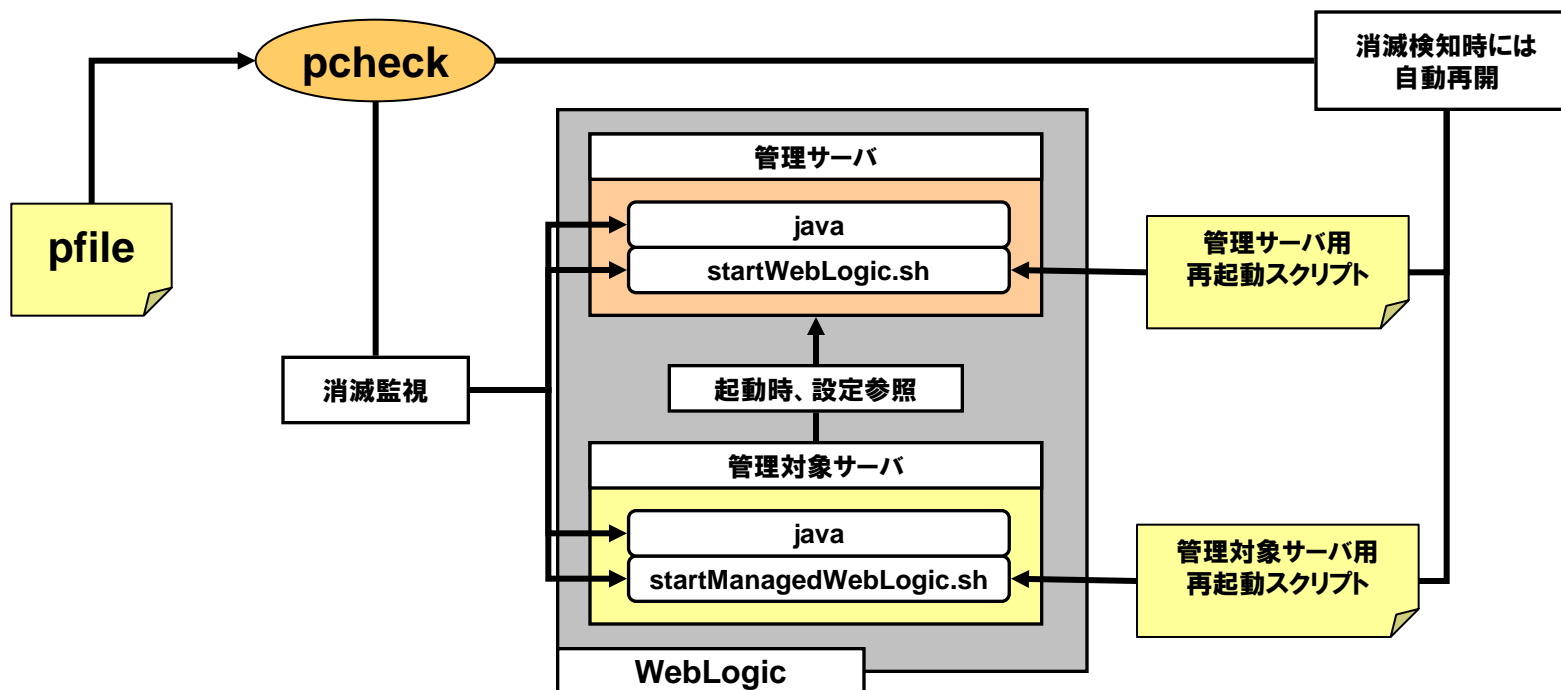 pcheck
消滅検知時には
自動再開
管理サーバ
pfile
java
startWebLogic.sh
管理サーバ用
再起動スクリプト
消滅監視
起動時、設定参照
管理対象サーバ
java
startManagedWebLogic.sh
管理対象サーバ用
再起動スクリプト
WebLogic